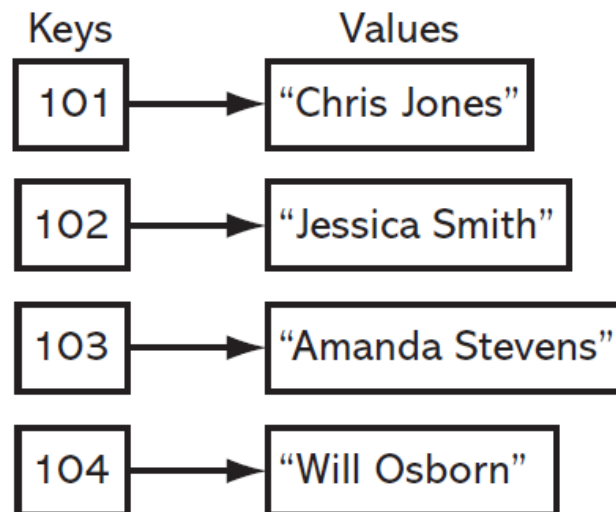 Keys Values
101 “Chris Jones”
102 “Jessica Smith”
103 “Amanda Stevens”
104 “Will Osborn”